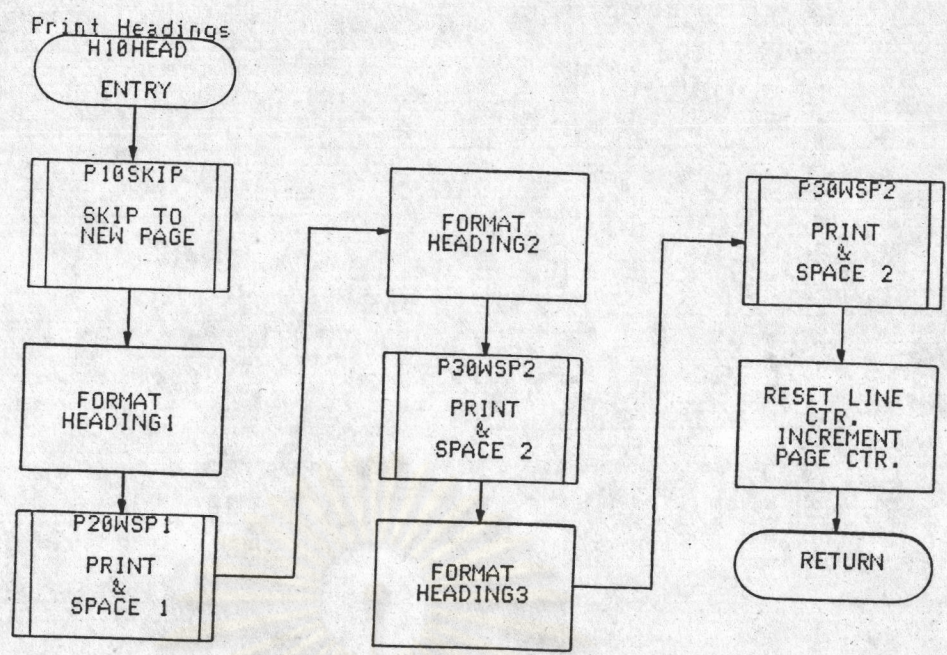 Print Headings
H10HEAD
ENTRY
P10SKIP
SKIP TO
NEW PAGE
FORMAT
HEADING1
P20WSP1
PRINT
&
SPACE 1
FORMAT
HEADING2
P30WSP2
PRINT
&
SPACE 2
FORMAT
HEADING3
P30WSP2
PRINT
&
SPACE 2
RESET LINE
CTR.
INCREMENT
PAGE CTR.
RETURN